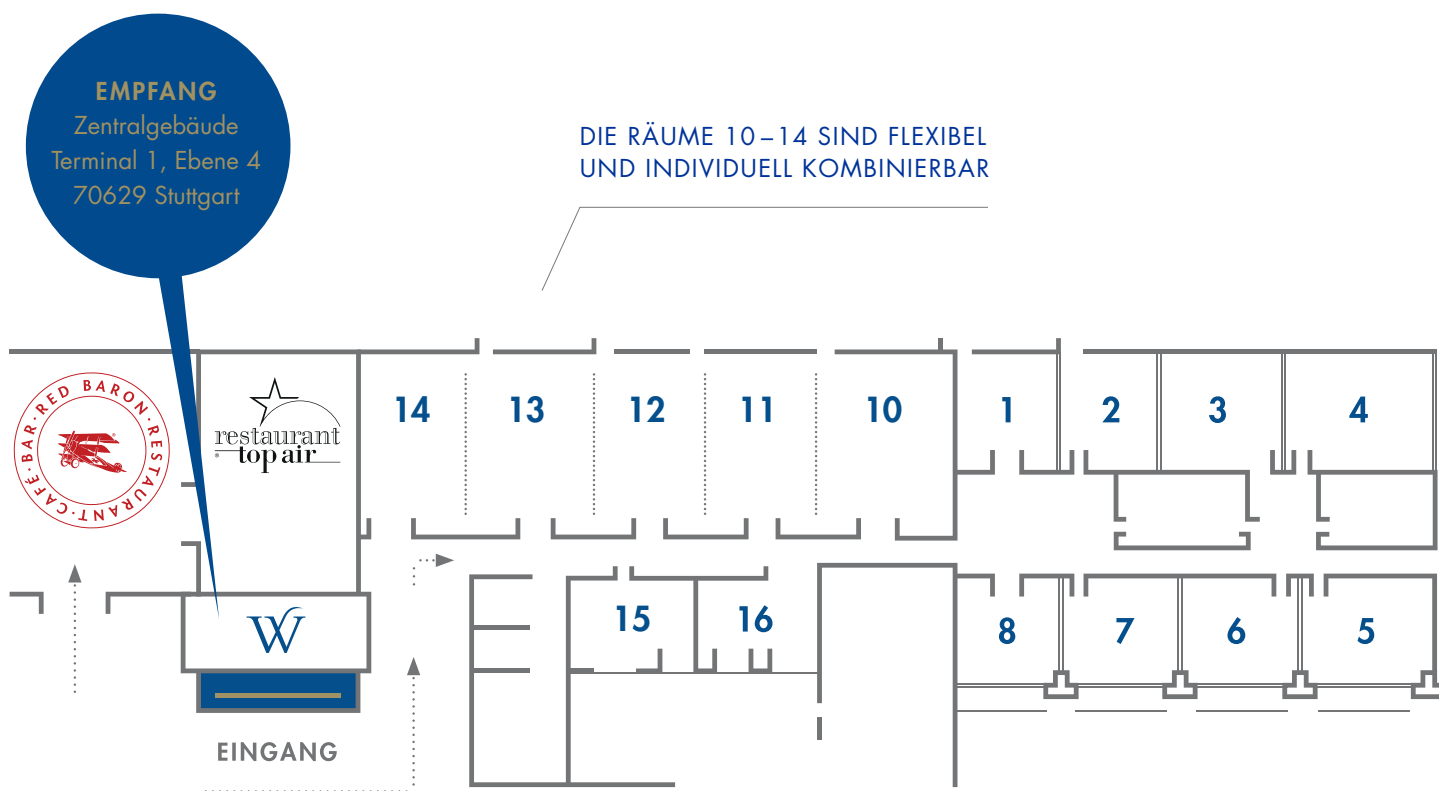 EMPFANG
Zentralgebäude
Terminal 1, Ebene 4
70629 Stuttgart
DIE RÄUME 10–14 SIND FLEXIBEL
UND INDIVIDUELL KOMBINIERBAR
RED BARON · RESTAURANT · CAFÉ · BAR ·
restaurant
top air
14
13
12
11
10
1
2
3
4
15
16
8
7
6
5
W
EINGANG